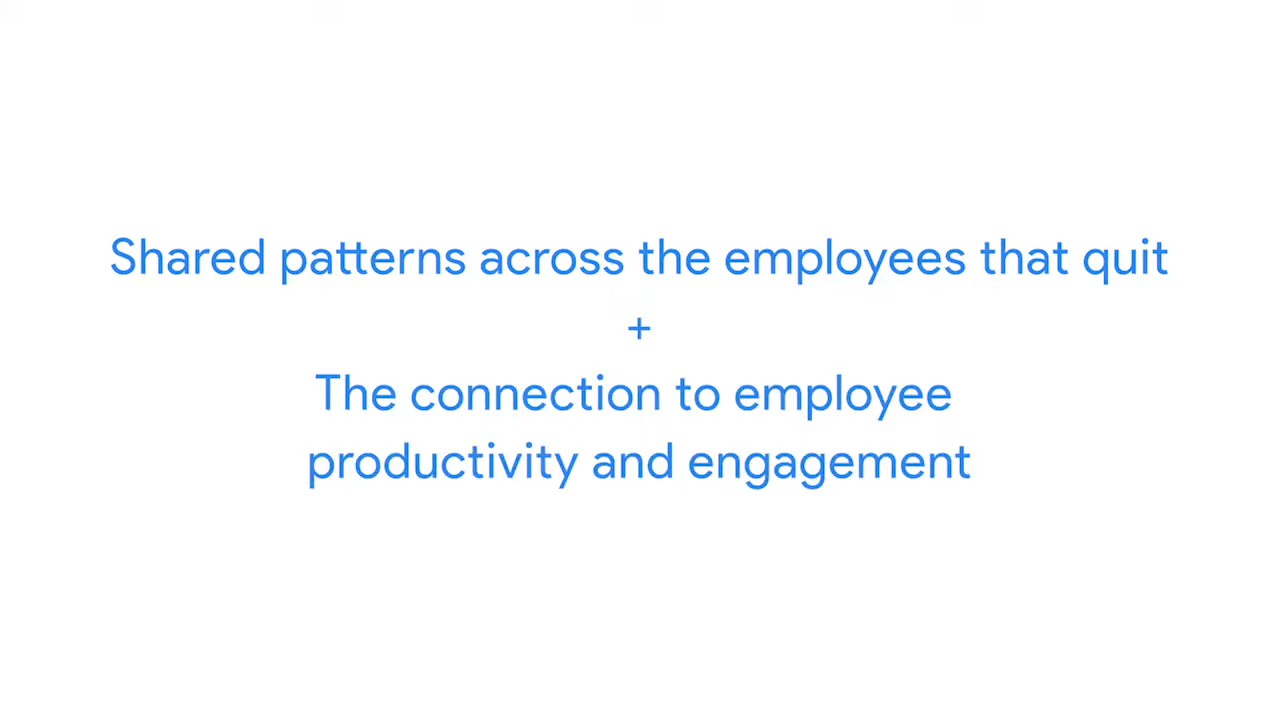 Shared patterns across the employees that quit
+
The connection to employee
productivity and engagement